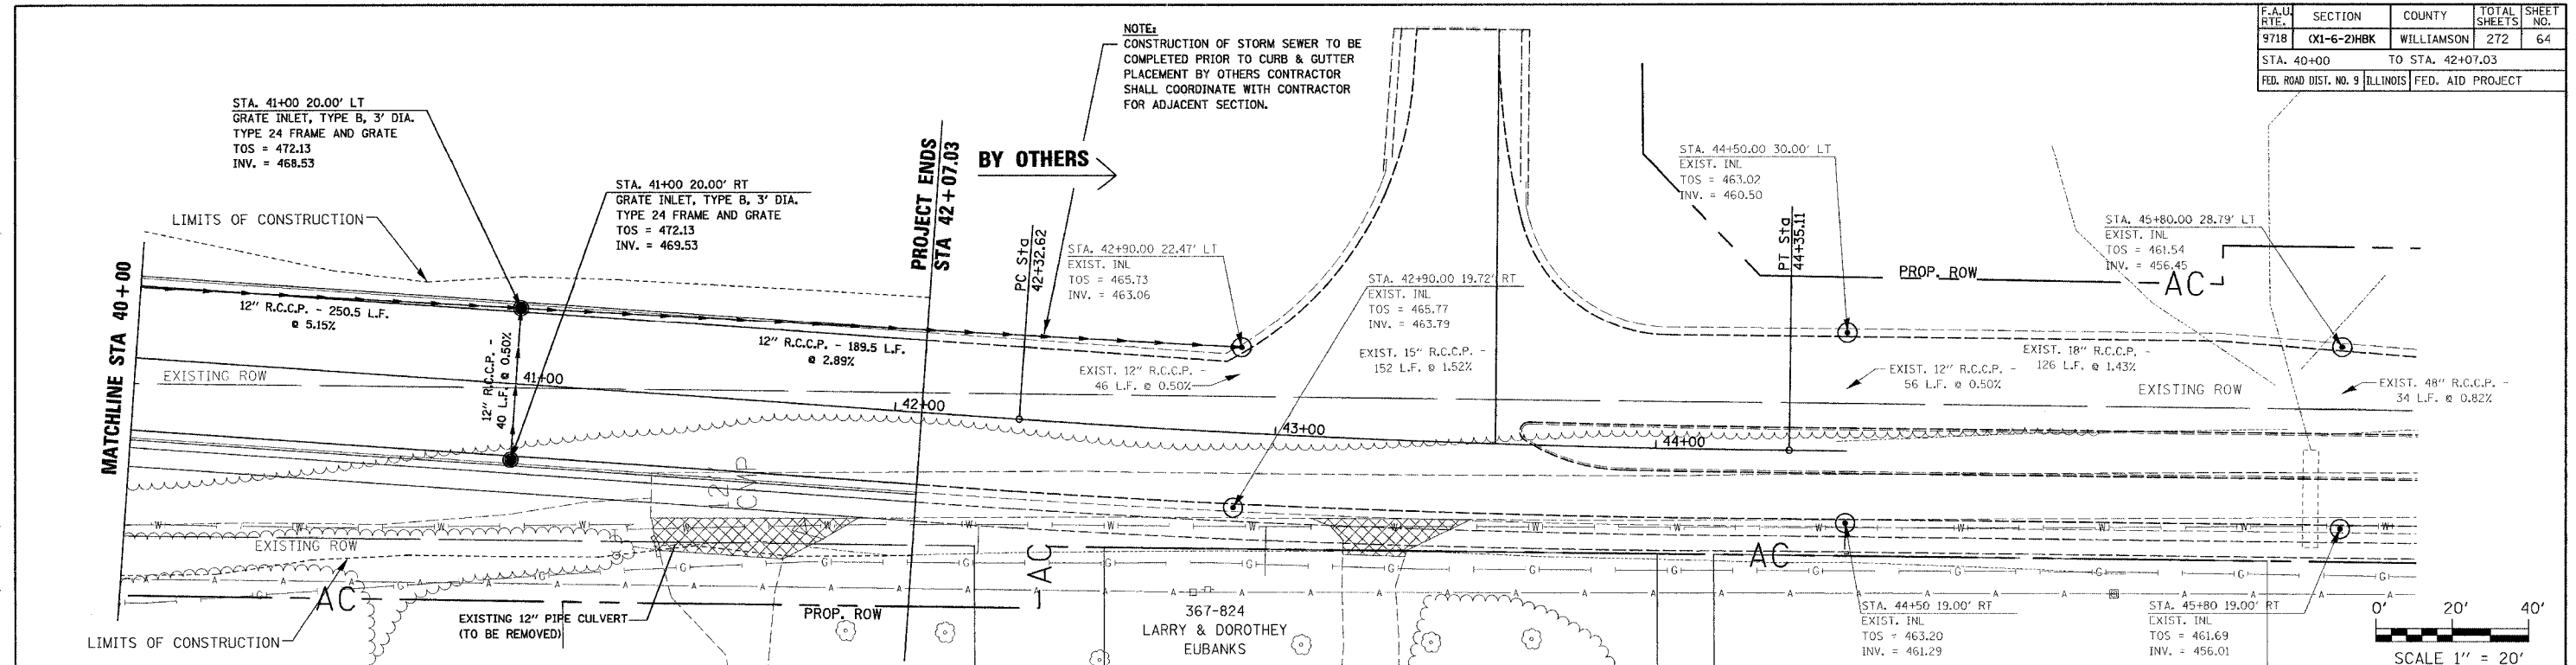 F.A.U. RTE. SECTION COUNTY TOTAL SHEETS SHEET NO.
9718 (X1-6-2)HBK WILLIAMSON 272 64
STA. 40+00 TO STA. 42+07.03
FED. ROAD DIST. NO. 9 ILLINOIS FED. AID PROJECT
NOTE:
CONSTRUCTION OF STORM SEWER TO BE
COMPLETED PRIOR TO CURB & GUTTER
PLACEMENT BY OTHERS CONTRACTOR
SHALL COORDINATE WITH CONTRACTOR
FOR ADJACENT SECTION.
STA. 41+00 20.00' LT
GRATE INLET, TYPE B, 3' DIA.
TYPE 24 FRAME AND GRATE
TOS = 472.13
INV. = 468.53
STA. 41+00 20.00' RT
GRATE INLET, TYPE B, 3' DIA.
TYPE 24 FRAME AND GRATE
TOS = 472.13
INV. = 469.53
LIMITS OF CONSTRUCTION
MATCHLINE STA 40+00
PROJECT ENDS
STA 42+07.03
BY OTHERS
PC Sta
42+32.62
STA. 42+90.00 22.47' LT
EXIST. INL
TOS = 465.73
INV. = 463.06
STA. 42+90.00 19.72' RT
EXIST. INL
TOS = 465.77
INV. = 463.79
STA. 44+50.00 30.00' LT
EXIST. INL
TOS = 463.02
INV. = 460.50
PT Sta
44+35.11
STA. 45+80.00 28.79' LT
EXIST. INL
TOS = 461.54
INV. = 456.45
PROP. ROW
AC
12" R.C.C.P. - 250.5 L.F.
@ 5.15%
12" R.C.C.P. -
40 L.F. @ 0.50%
12" R.C.C.P. - 189.5 L.F.
@ 2.89%
EXIST. 12" R.C.C.P. -
46 L.F. @ 0.50%
EXIST. 15" R.C.C.P. -
152 L.F. @ 1.52%
EXIST. 12" R.C.C.P. -
56 L.F. @ 0.50%
EXIST. 18" R.C.C.P. -
126 L.F. @ 1.43%
EXIST. 48" R.C.C.P. -
34 L.F. @ 0.82%
EXISTING ROW
EXISTING ROW
41+00
42+00
43+00
44+00
12" CMP
W W W W W W W W W W W W W W W W
EXISTING ROW
AC
AC
AC
G G G G G G G G G G G G G G
A A A A A A A A A A A A A A A A A
EXISTING 12" PIPE CULVERT
(TO BE REMOVED)
LIMITS OF CONSTRUCTION
PROP. ROW
367-824
LARRY & DOROTHEY
EUBANKS
STA. 44+50 19.00' RT
EXIST. INL
TOS = 463.20
INV. = 461.29
STA. 45+80 19.00' RT
EXIST. INL
TOS = 461.69
INV. = 456.01
0' 20' 40'
SCALE 1" = 20'